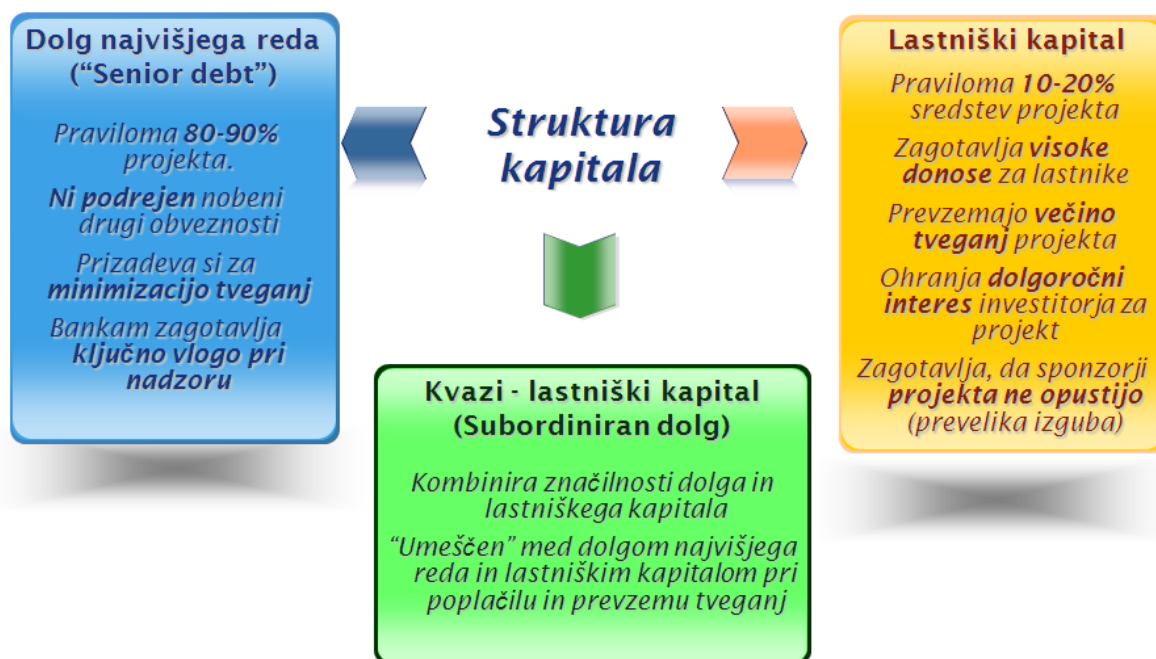 Dolg najvišjega reda
(“Senior debt”)
Praviloma 80-90%
projekta.
Ni podrejen nobeni
drugi obveznosti
Prizadeva si za
minimizacijo tveganj
Bankam zagotavlja
ključno vlogo pri
nadzoru
Struktura
kapitala
Lastniški kapital
Praviloma 10-20%
sredstev projekta
Zagotavlja visoke
donose za lastnike
Prevzemajo večino
tveganj projekta
Ohranja dolgoročni
interes investitorja za
projekt
Zagotavlja, da sponzorji
projekta ne opustijo
(prevelika izguba)
Kvazi - lastniški kapital
(Subordiniran dolg)
Kombinira značilnosti dolga in
lastniškega kapitala
“Umeščen” med dolgom najvišjega
reda in lastniškim kapitalom pri
poplačilu in prevzemu tveganj